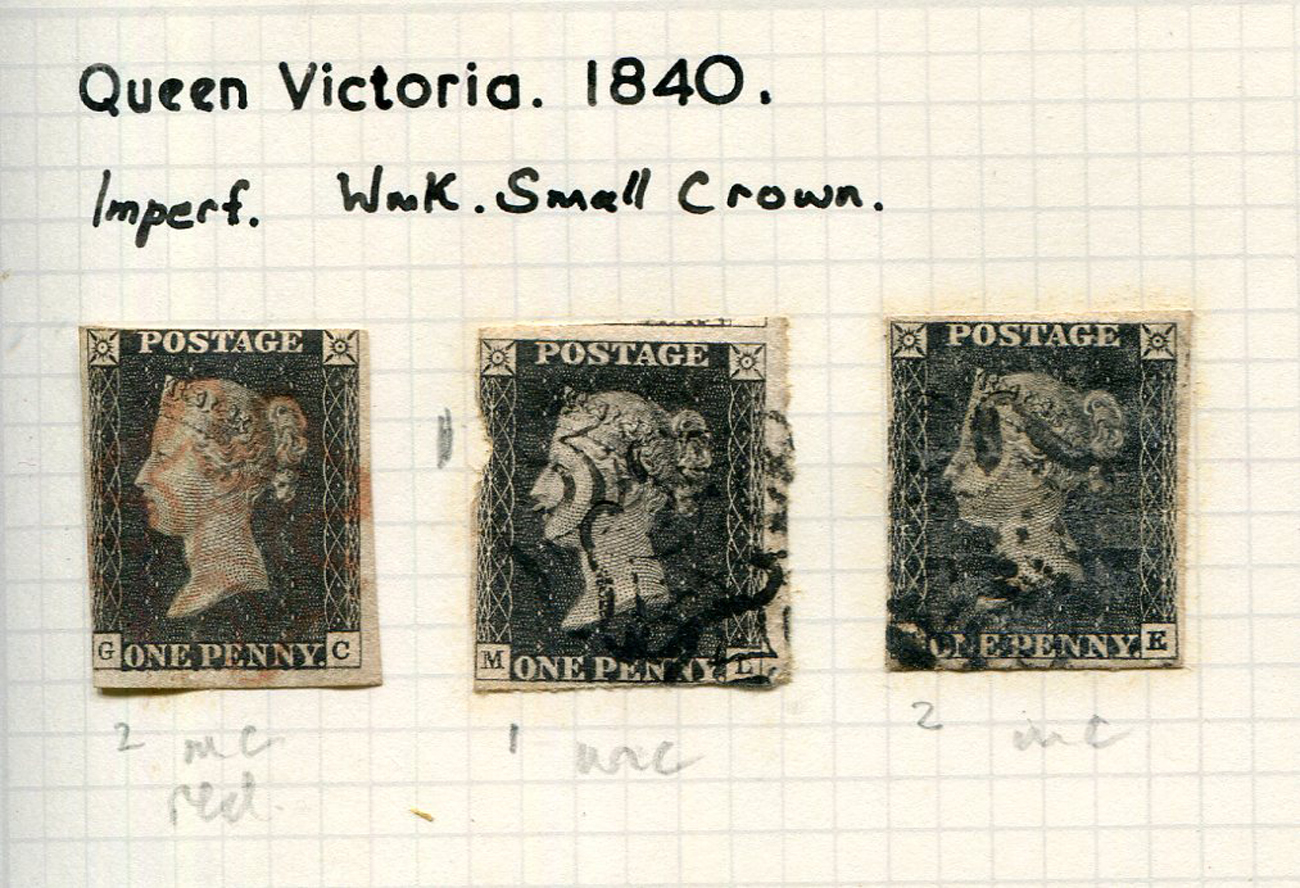 Queen Victoria. 1840.
Imperf. Wmk. Small Crown.
POSTAGE
G ONE PENNY. C
POSTAGE
M ONE PENNY. L
POSTAGE
ONE PENNY. E
2 mc
red.
1 mc
2 mc